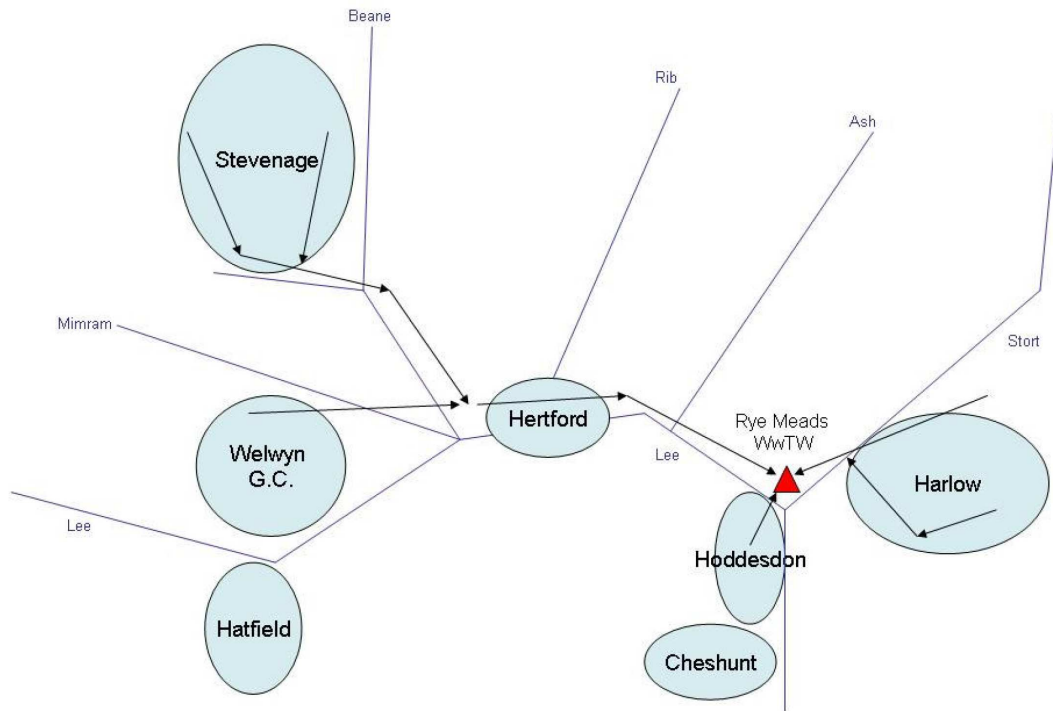 Beane
Rib
Ash
Stevenage
Mimram
Stort
Hertford
Rye Meads
WwTW
Welwyn
G.C.
Lee
Harlow
Lee
Hoddesdon
Hatfield
Cheshunt